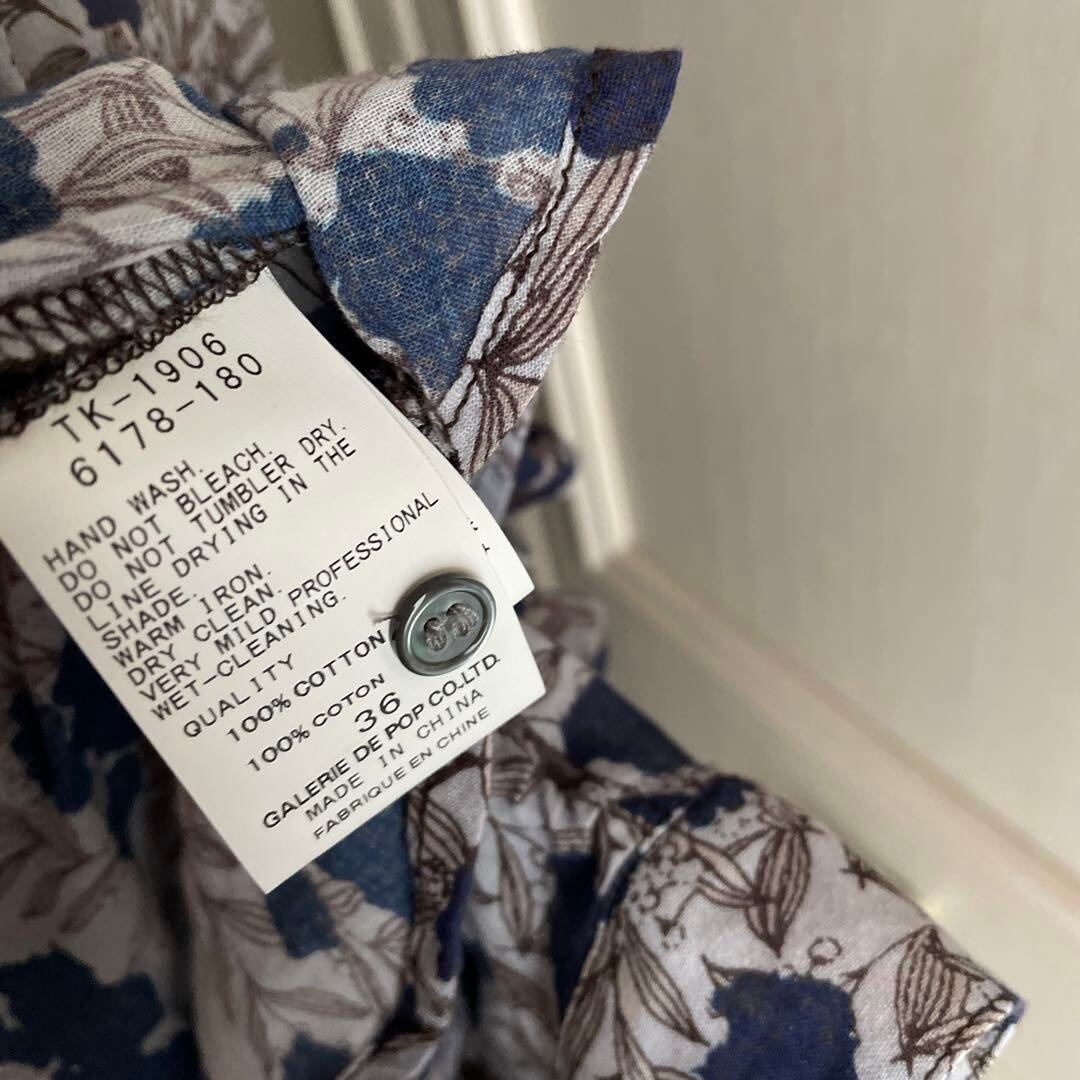 TK-1906
6178-180
HAND WASH.
DO NOT BLEACH.
DO NOT TUMBLER DRY.
LINE DRYING IN THE
SHADE.
WARM IRON.
DRY CLEAN.
VERY MILD PROFESSIONAL
WET-CLEANING.
QUALITY
100% COTTON
100% COTON
36
GALERIE DE POP CO.LTD.
MADE IN CHINA
FABRIQUE EN CHINE